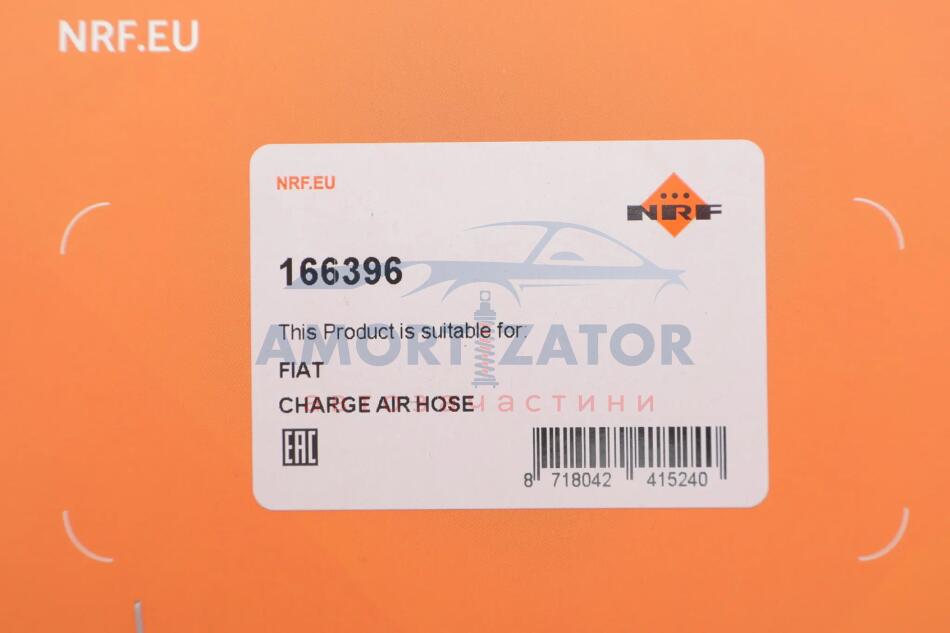 NRF.EU
NRF.EU
NRF
166396
This Product is suitable for:
AMORTIZATOR
FIAT
автозапчастини
CHARGE AIR HOSE
EAC
8 718042 415240